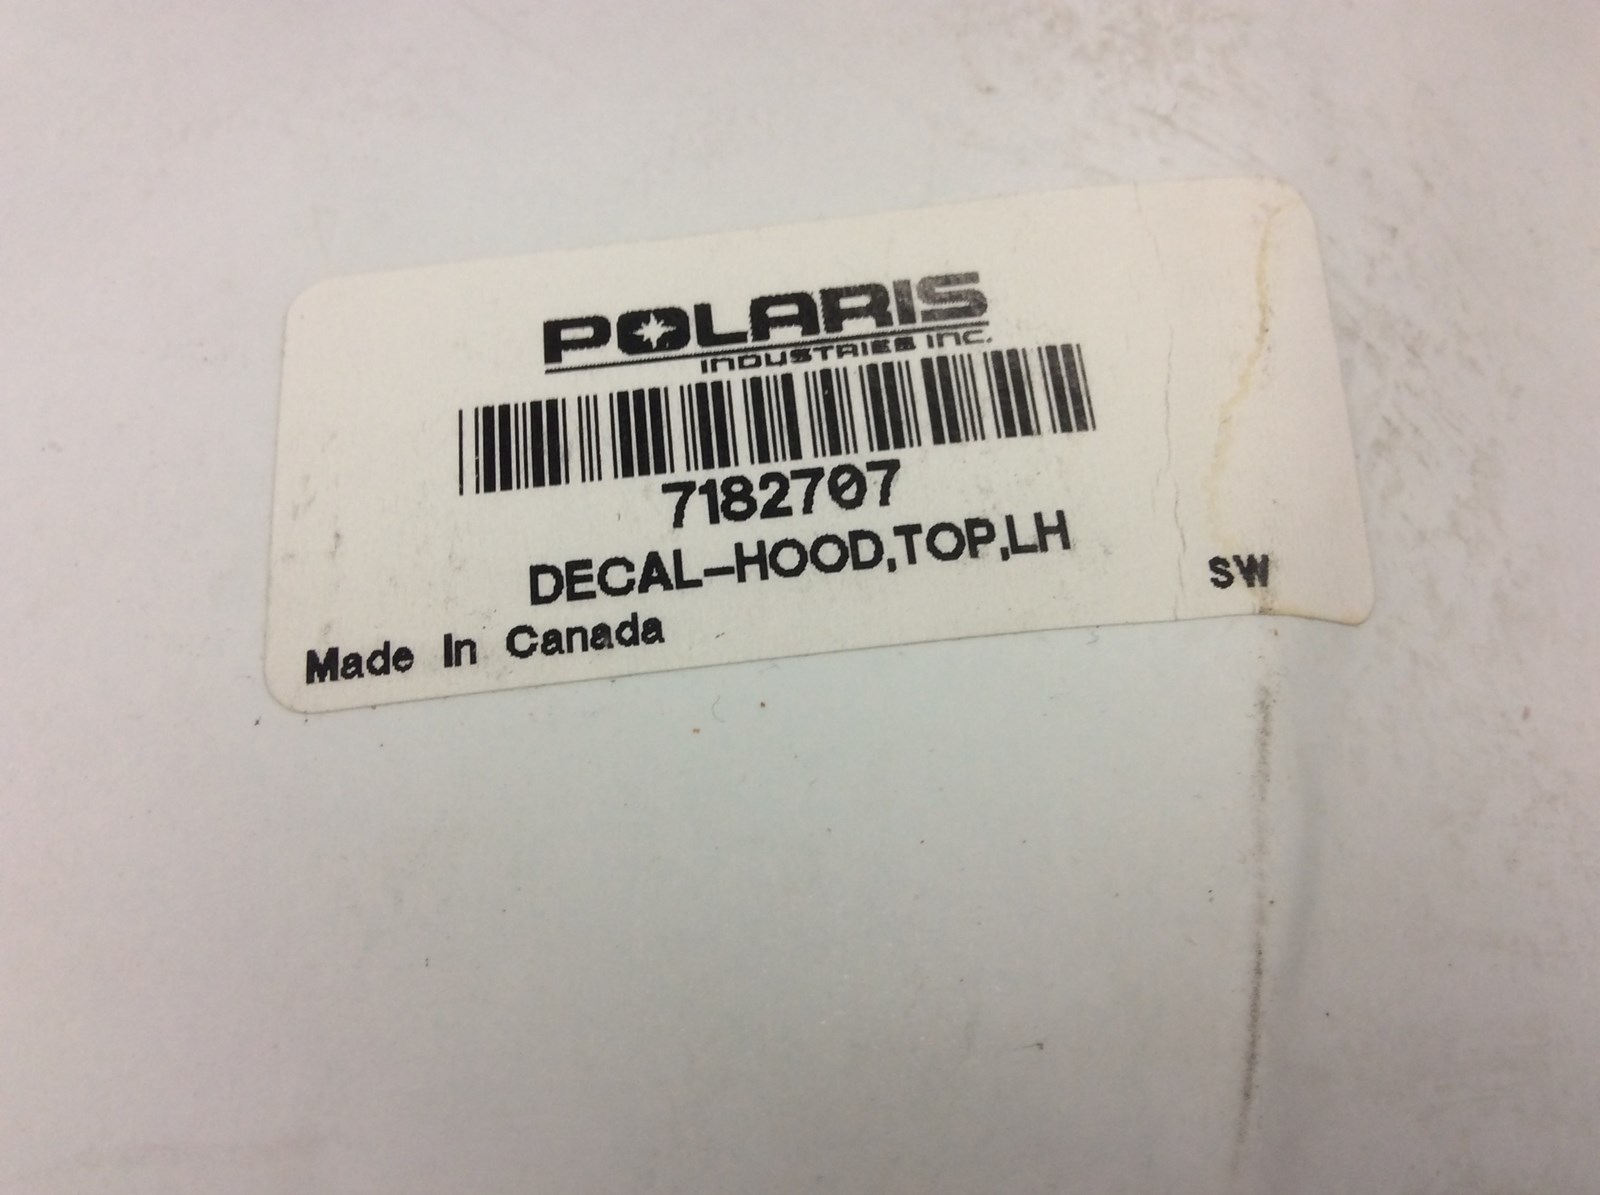 POLARIS
INDUSTRIES INC.
7182707
DECAL-HOOD,TOP,LH
SW
Made In Canada